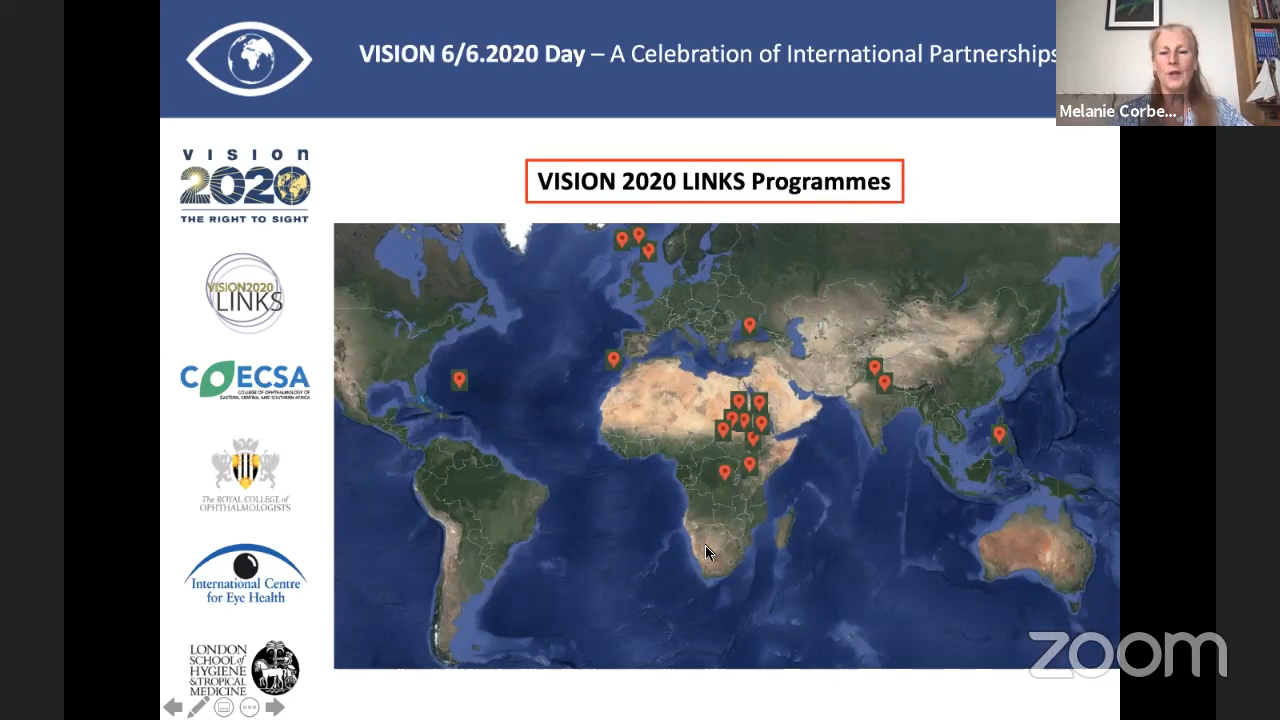 VISION 6/6.2020 Day – A Celebration of International Partnerships
Melanie Corbe...
VISION
2020
THE RIGHT TO SIGHT
VISION 2020 LINKS Programmes
VISION2020
LINKS
COECSA
COLLEGE OF OPHTHALMOLOGY OF
EASTERN, CENTRAL AND SOUTHERN AFRICA
The ROYAL COLLEGE of
OPHTHALMOLOGISTS
International Centre
for Eye Health
LONDON
SCHOOL of
HYGIENE
&TROPICAL
MEDICINE
zoom